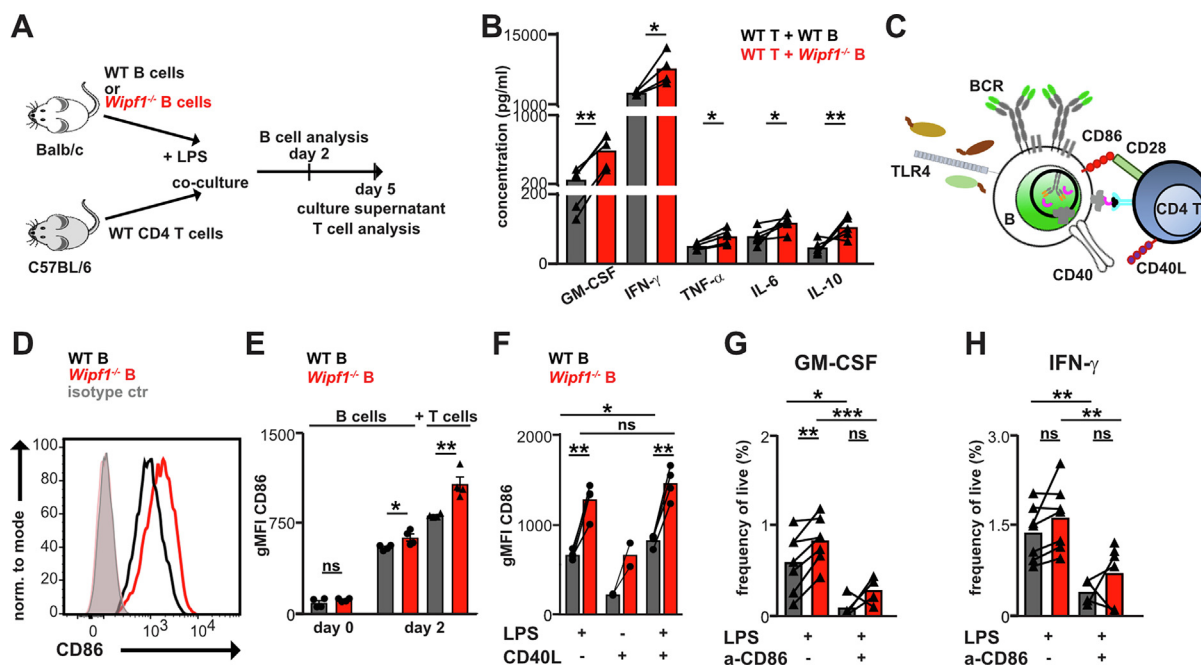 A
WT B cells
or
Wipf1-/- B cells
Balb/c
+ LPS
co-culture
WT CD4 T cells
C57BL/6
B cell analysis
day 2
day 5
culture supernatant
T cell analysis
B
WT T + WT B
WT T + Wipf1-/- B
concentration (pg/ml)
15000
1000
1000
200
200
0
** * * * **
GM-CSF IFN-γ TNF-α IL-6 IL-10
C
BCR
CD86
CD28
TLR4
B
CD4 T
CD40
CD40L
D
WT B
Wipf1-/- B
isotype ctr
norm. to mode
100
80
60
40
20
0
0 10³ 10⁴
CD86
E
WT B
Wipf1-/- B
B cells + T cells
gMFI CD86
1500
750
0
ns * **
day 0 day 2
F
WT B
Wipf1-/- B
gMFI CD86
2000
1000
0
*
ns
** **
LPS + - +
CD40L - + +
G
GM-CSF
frequency of live (%)
2
1
0
*
***
** ns
LPS + +
a-CD86 - +
H
IFN-γ
frequency of live (%)
3.0
1.5
0
**
**
ns ns
LPS + +
a-CD86 - +